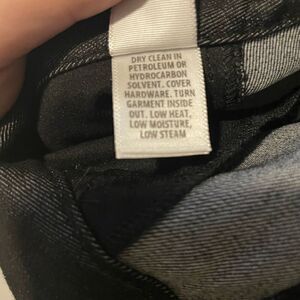 DRY CLEAN IN
PETROLEUM OR
HYDROCARBON
SOLVENT. COVER
HARDWARE. TURN
GARMENT INSIDE
OUT. LOW HEAT,
LOW MOISTURE,
LOW STEAM